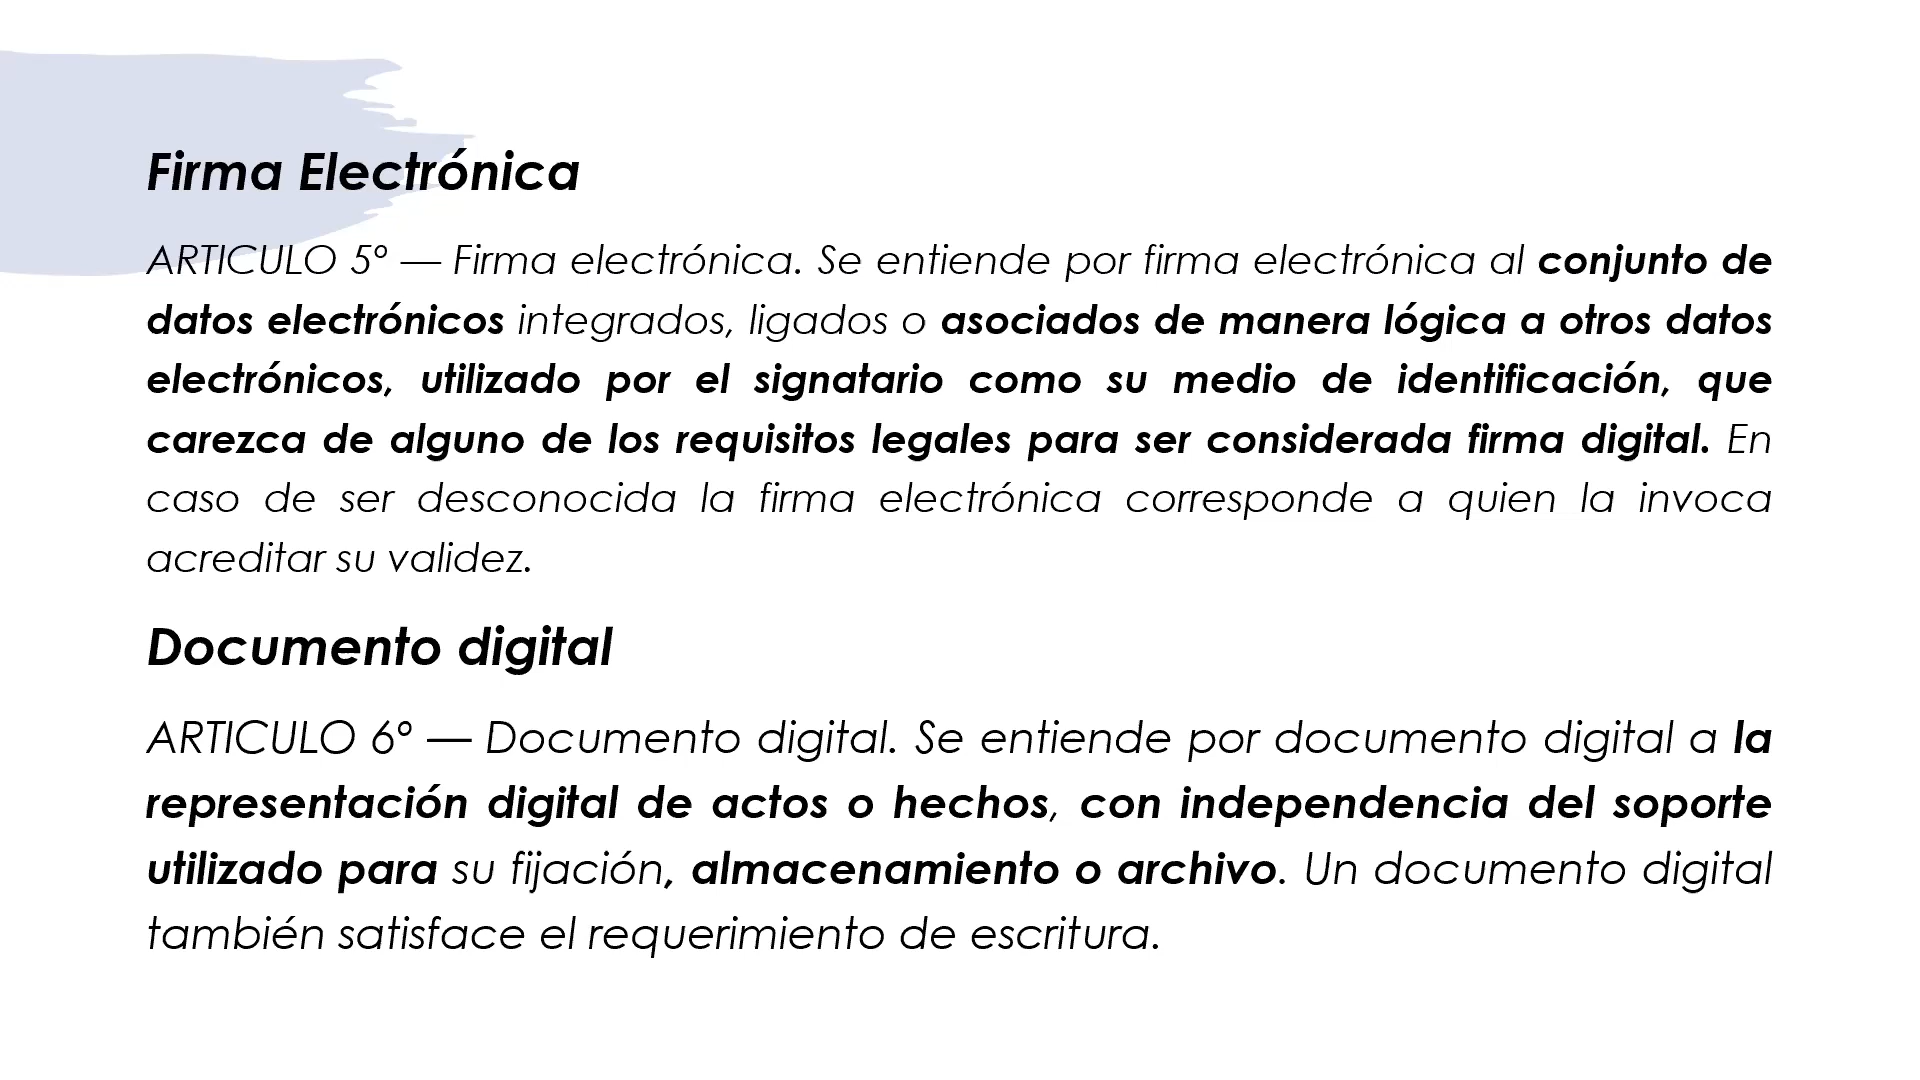 Firma Electrónica
ARTICULO 5º — Firma electrónica. Se entiende por firma electrónica al conjunto de
datos electrónicos integrados, ligados o asociados de manera lógica a otros datos
electrónicos, utilizado por el signatario como su medio de identificación, que
carezca de alguno de los requisitos legales para ser considerada firma digital. En
caso de ser desconocida la firma electrónica corresponde a quien la invoca
acreditar su validez.
Documento digital
ARTICULO 6º — Documento digital. Se entiende por documento digital a la
representación digital de actos o hechos, con independencia del soporte
utilizado para su fijación, almacenamiento o archivo. Un documento digital
también satisface el requerimiento de escritura.